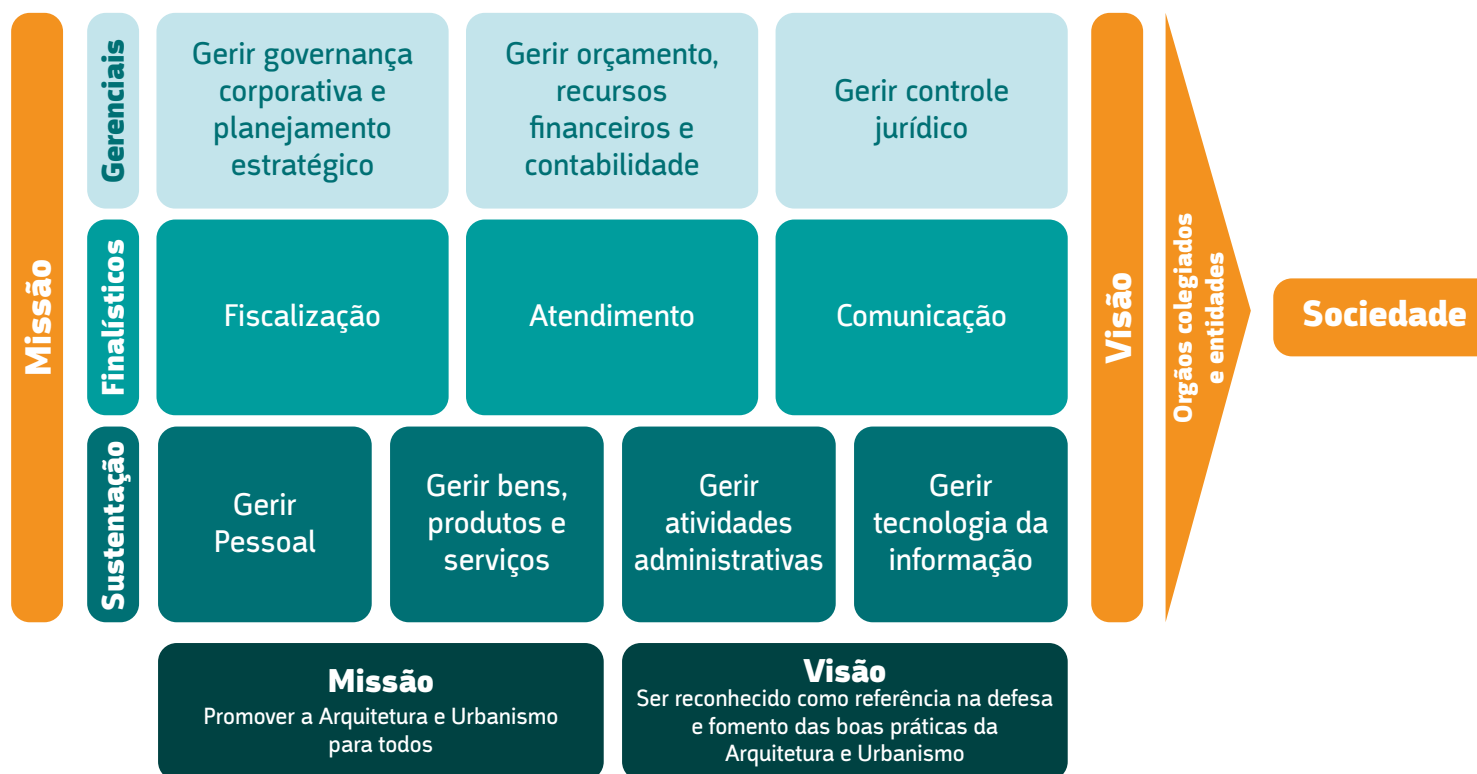 Missão
Gerenciais
Gerir governança
corporativa e
planejamento
estratégico
Gerir orçamento,
recursos
financeiros e
contabilidade
Gerir controle
jurídico
Finalísticos
Fiscalização
Atendimento
Comunicação
Sustentação
Gerir
Pessoal
Gerir bens,
produtos e
serviços
Gerir
atividades
administrativas
Gerir
tecnologia da
informação
Visão
Orgãos colegiados
e entidades
Sociedade
Missão
Promover a Arquitetura e Urbanismo
para todos
Visão
Ser reconhecido como referência na defesa
e fomento das boas práticas da
Arquitetura e Urbanismo